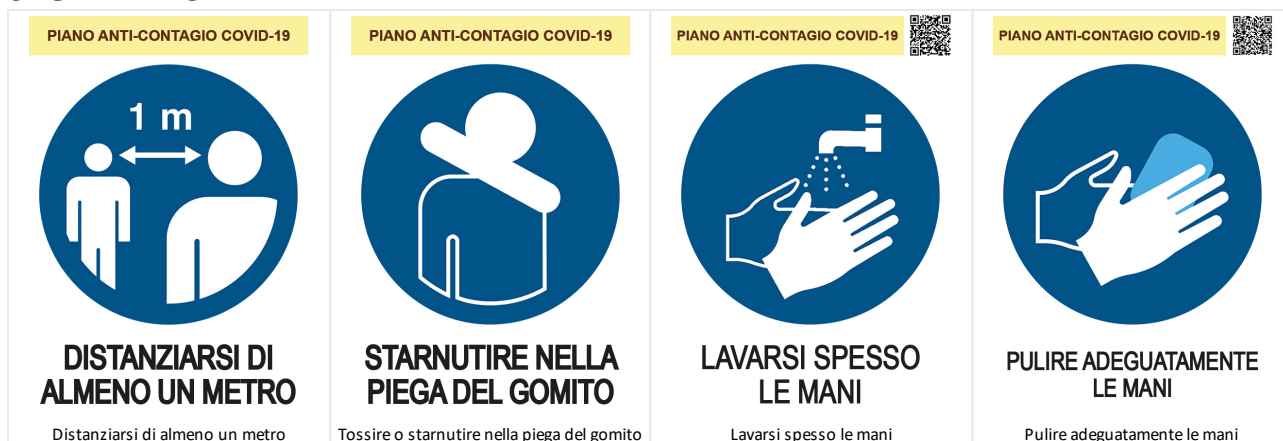 PIANO ANTI-CONTAGIO COVID-19
1 m
DISTANZIARSI DI
ALMENO UN METRO
Distanziarsi di almeno un metro
PIANO ANTI-CONTAGIO COVID-19
STARNUTIRE NELLA
PIEGA DEL GOMITO
Tossire o starnutire nella piega del gomito
PIANO ANTI-CONTAGIO COVID-19
LAVARSI SPESSO
LE MANI
Lavarsi spesso le mani
PIANO ANTI-CONTAGIO COVID-19
PULIRE ADEGUATAMENTE
LE MANI
Pulire adeguatamente le mani